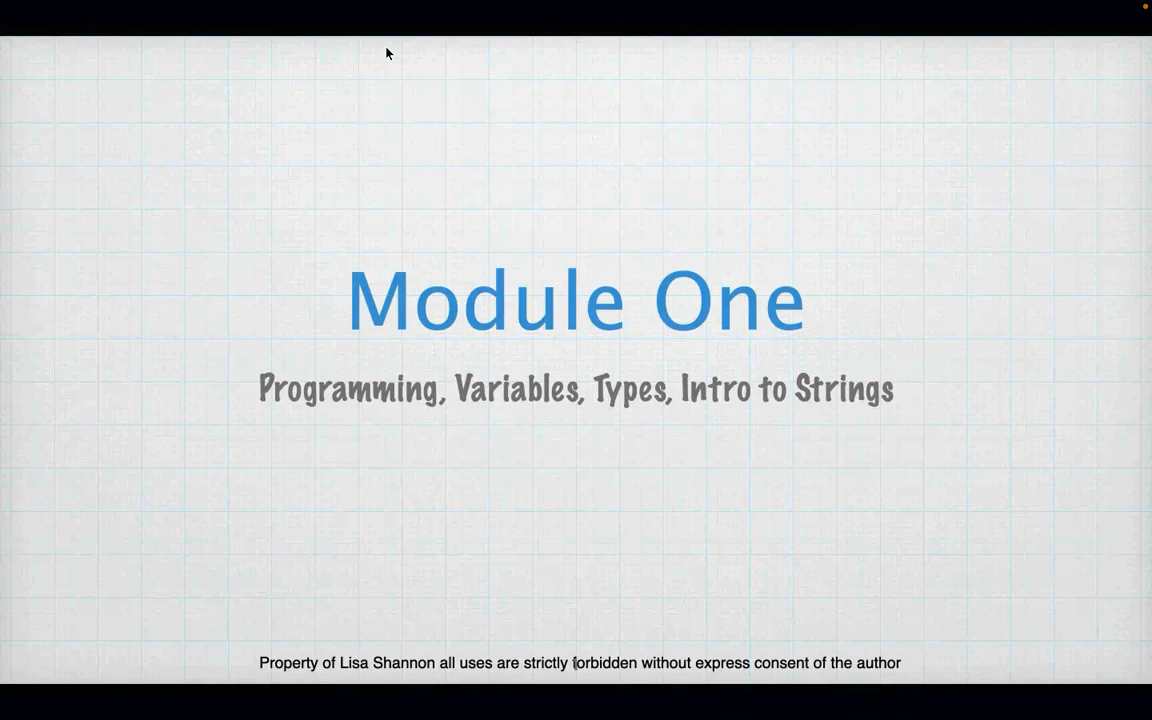 Module One
Programming, Variables, Types, Intro to Strings
Property of Lisa Shannon all uses are strictly forbidden without express consent of the author